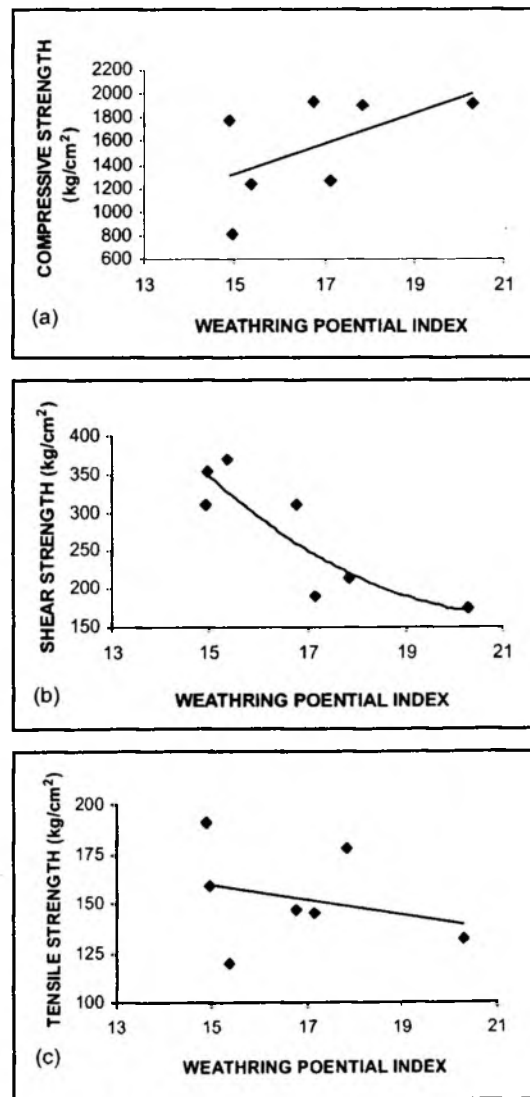 COMPRESSIVE STRENGTH
(kg/cm²)
2200
2000
1800
1600
1400
1200
1000
800
600
13 15 17 19 21
(a)
WEATHRING POENTIAL INDEX
SHEAR STRENGTH (kg/cm²)
400
350
300
250
200
150
13 15 17 19 21
WEATHRING POENTIAL INDEX
(b)
TENSILE STRENGTH (kg/cm²)
200
175
150
125
100
13 15 17 19 21
(c)
WEATHRING POENTIAL INDEX